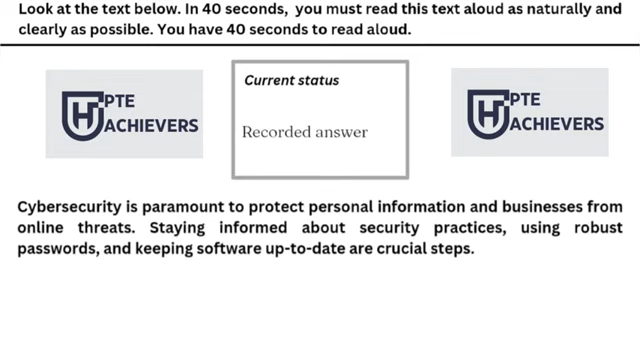 Look at the text below. In 40 seconds, you must read this text aloud as naturally and
clearly as possible. You have 40 seconds to read aloud.
PTE
ACHIEVERS
Current status
Recorded answer
PTE
ACHIEVERS
Cybersecurity is paramount to protect personal information and businesses from
online threats. Staying informed about security practices, using robust
passwords, and keeping software up-to-date are crucial steps.